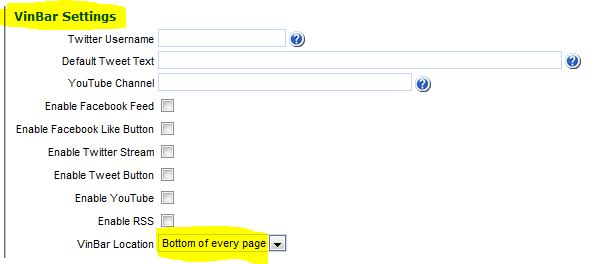 VinBar Settings
Twitter Username
Default Tweet Text
YouTube Channel
Enable Facebook Feed
Enable Facebook Like Button
Enable Twitter Stream
Enable Tweet Button
Enable YouTube
Enable RSS
VinBar Location Bottom of every page